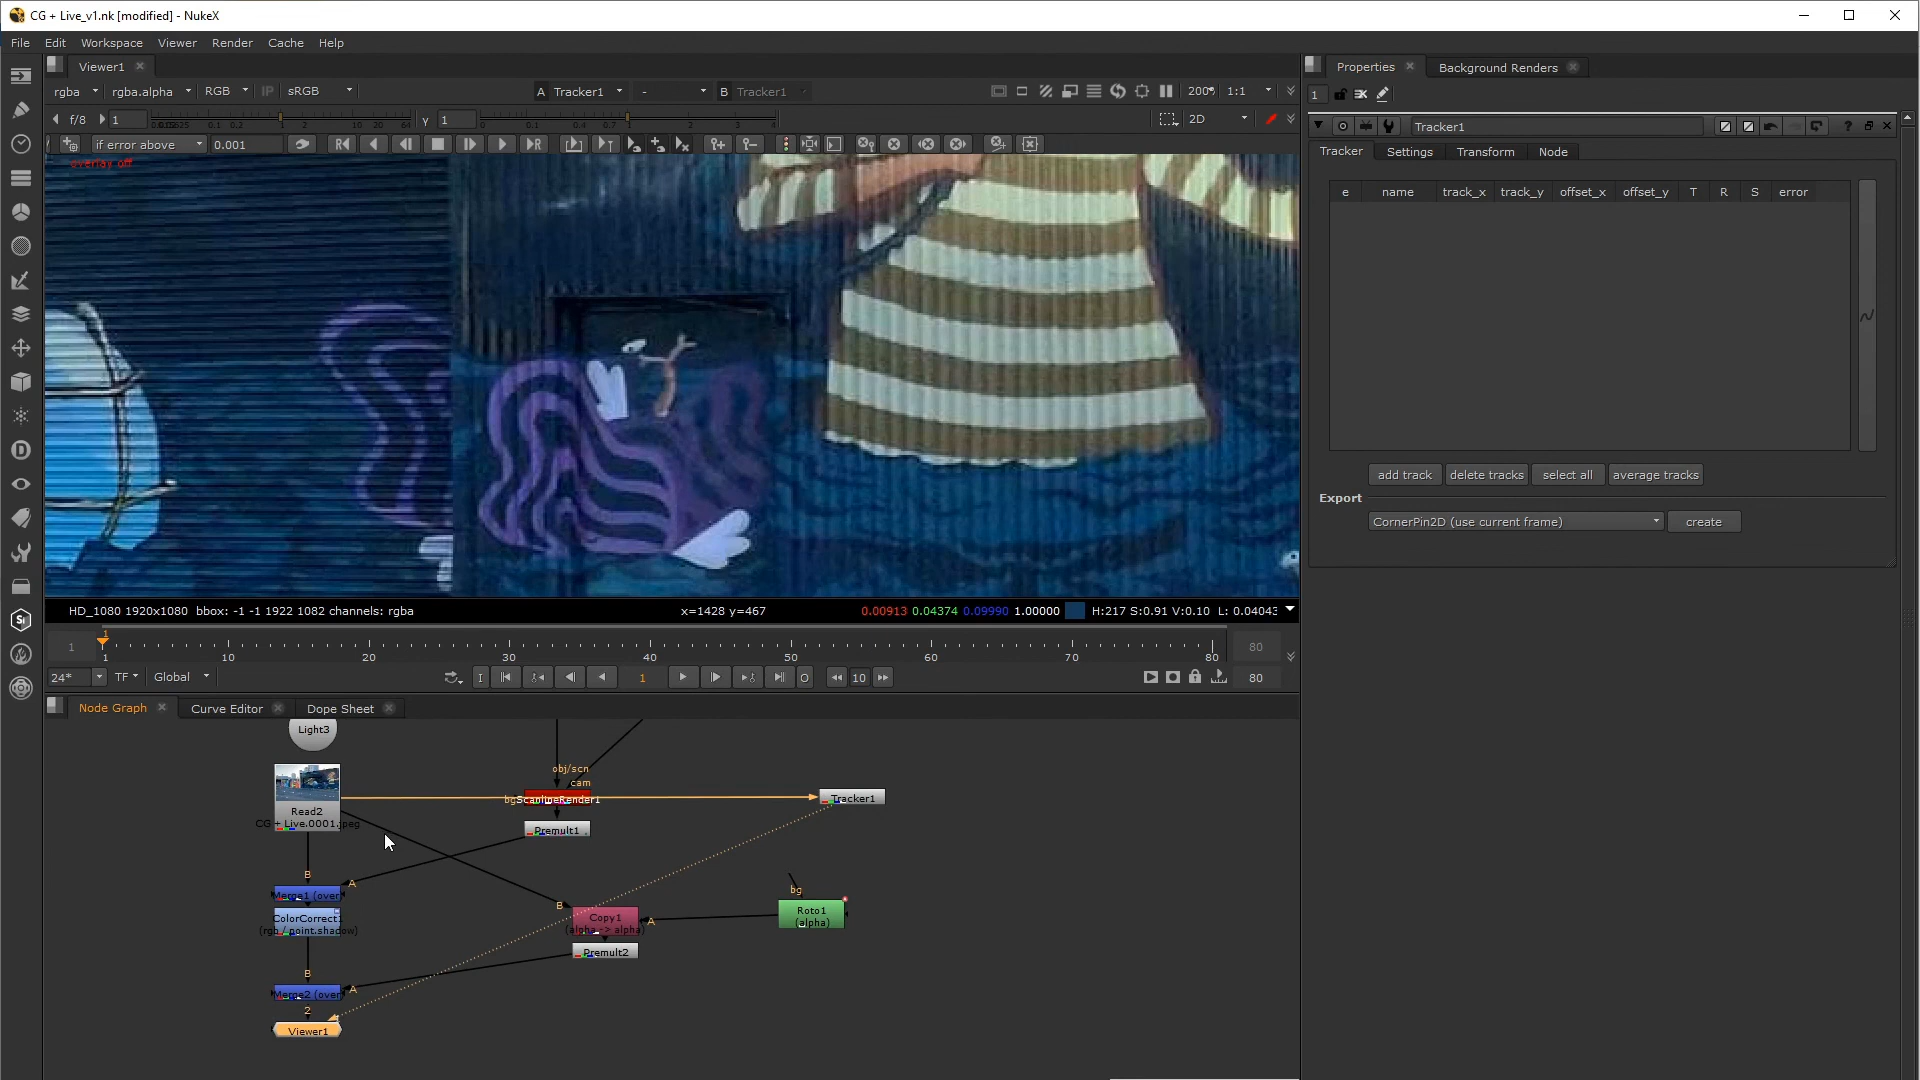 CG + Live_v1.nk [modified] - NukeX
File Edit Workspace Viewer Render Cache Help
Viewer1
Properties
Background Renders
rgba rgba.alpha RGB IP sRGB A Tracker1 - B Tracker1 1:1
1
f/8 1 Y 1 2D
Tracker1
if error above 0.001
overlay off
Tracker Settings Transform Node
e name track_x track_y offset_x offset_y T R S error
add track delete tracks select all average tracks
Export
CornerPin2D (use current frame) create
HD_1080 1920x1080 bbox: -1 -1 1922 1082 channels: rgba x=1428 y=467 0.00913 0.04374 0.09990 1.00000 H:217 S:0.91 V:0.10 L: 0.04043
1
1 1 10 20 30 40 50 60 70 80 80
24* TF Global I 1 O 10 80
Node Graph Curve Editor Dope Sheet
Light3
obj/scn
cam
bg ScanlineRender1
Tracker1
Read2
CG + Live.0001.jpeg
Premult1
B
A
Merge1 (over
bg
B
Roto1
(alpha)
Copy1
(alpha -> alpha)
A
ColorCorrect1
(rgb / point.shadow)
Premult2
B
A
Merge2 (over
2
Viewer1